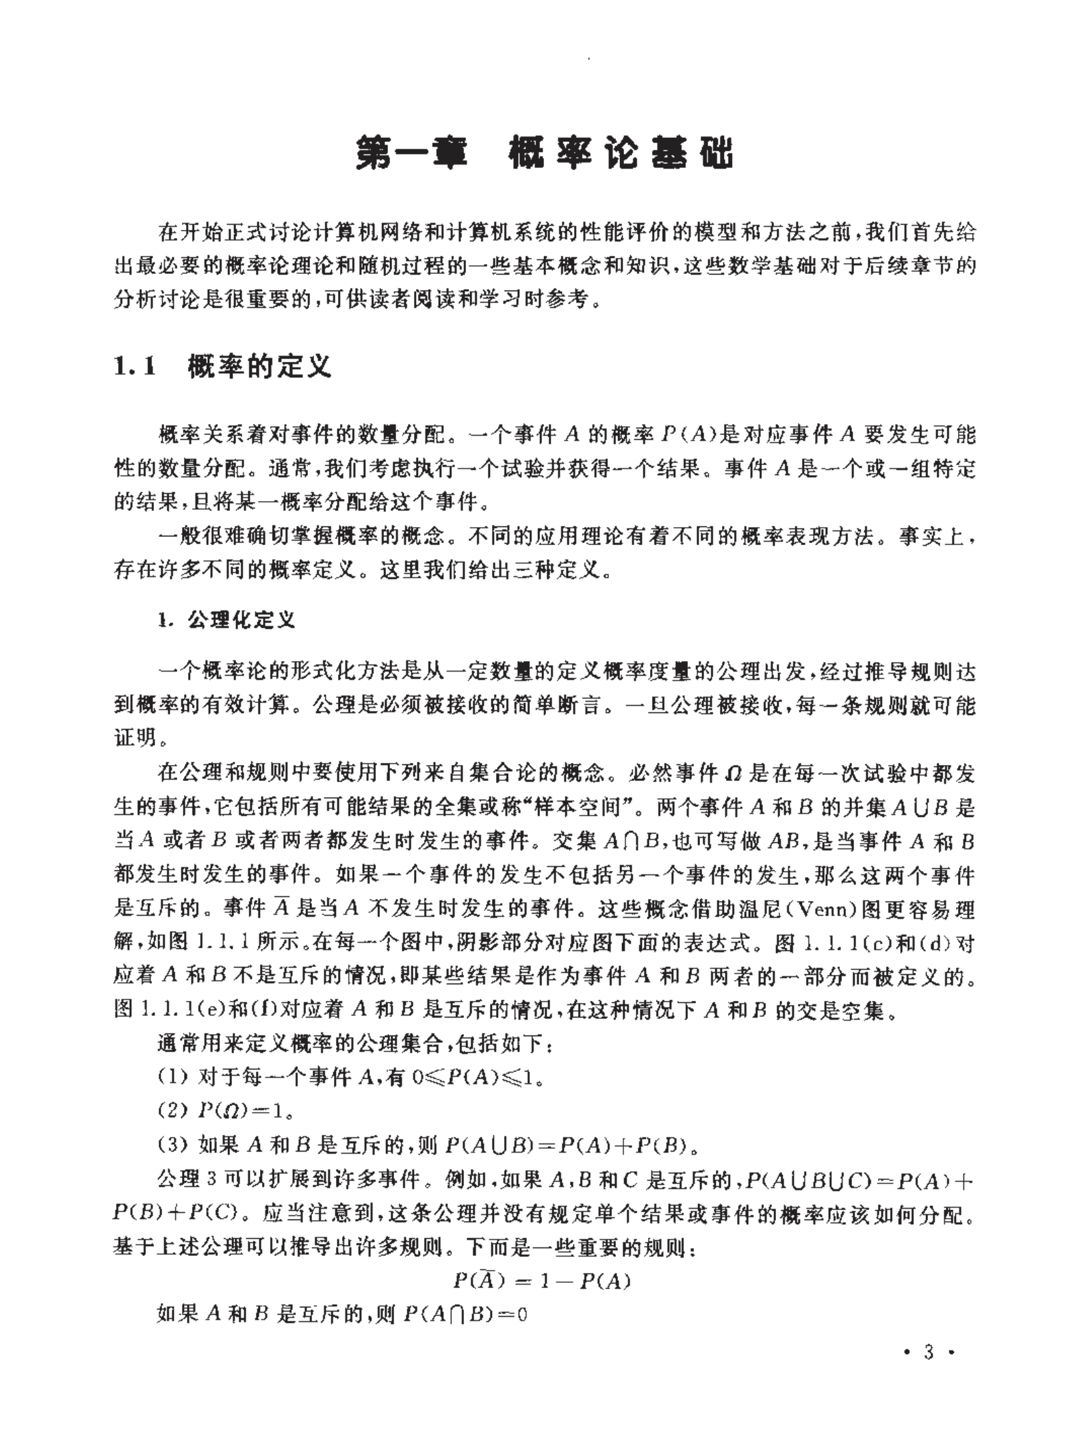 第一章 概率论基础
在开始正式讨论计算机网络和计算机系统的性能评价的模型和方法之前,我们首先给
出最必要的概率论理论和随机过程的一些基本概念和知识,这些数学基础对于后续章节的
分析讨论是很重要的,可供读者阅读和学习时参考。
1.1 概率的定义
概率关系着对事件的数量分配。一个事件 A 的概率 P(A)是对应事件 A 要发生可能
性的数量分配。通常,我们考虑执行一个试验并获得一个结果。事件 A 是一个或一组特定
的结果,且将某一概率分配给这个事件。
一般很难确切掌握概率的概念。不同的应用理论有着不同的概率表现方法。事实上,
存在许多不同的概率定义。这里我们给出三种定义。
1. 公理化定义
一个概率论的形式化方法是从一定数量的定义概率度量的公理出发,经过推导规则达
到概率的有效计算。公理是必须被接收的简单断言。一旦公理被接收,每一条规则就可能
证明。
在公理和规则中要使用下列来自集合论的概念。必然事件 Ω 是在每一次试验中都发
生的事件,它包括所有可能结果的全集或称“样本空间”。两个事件 A 和 B 的并集 A∪B 是
当 A 或者 B 或者两者都发生时发生的事件。交集 A∩B,也可写做 AB,是当事件 A 和 B
都发生时发生的事件。如果一个事件的发生不包括另一个事件的发生,那么这两个事件
是互斥的。事件 A̅ 是当 A 不发生时发生的事件。这些概念借助温尼(Venn)图更容易理
解,如图 1.1.1 所示。在每一个图中,阴影部分对应图下面的表达式。图 1.1.1(c)和(d)对
应着 A 和 B 不是互斥的情况,即某些结果是作为事件 A 和 B 两者的一部分而被定义的。
图 1.1.1(e)和(f)对应着 A 和 B 是互斥的情况,在这种情况下 A 和 B 的交是空集。
通常用来定义概率的公理集合,包括如下:
(1) 对于每一个事件 A,有 0≤P(A)≤1。
(2) P(Ω)=1。
(3) 如果 A 和 B 是互斥的,则 P(A∪B)=P(A)+P(B)。
公理 3 可以扩展到许多事件。例如,如果 A,B 和 C 是互斥的,P(A∪B∪C)=P(A)+
P(B)+P(C)。应当注意到,这条公理并没有规定单个结果或事件的概率应该如何分配。
基于上述公理可以推导出许多规则。下而是一些重要的规则:
P(A̅) = 1 − P(A)
如果 A 和 B 是互斥的,则 P(A∩B)=0
• 3 •